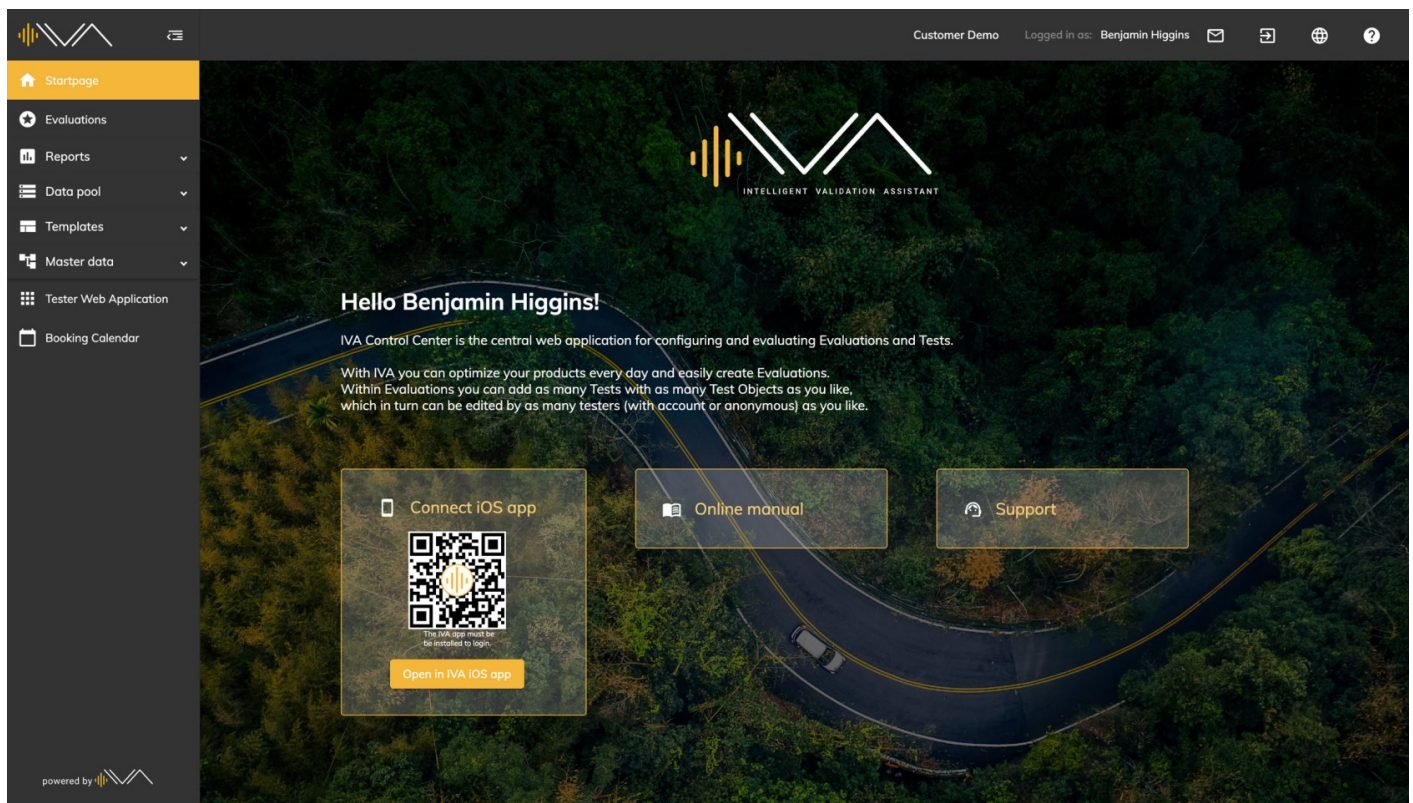 IVA
Customer Demo
Logged in as: Benjamin Higgins
Startpage
Evaluations
Reports
Data pool
Templates
Master data
Tester Web Application
Booking Calendar
powered by IVA
IVA
INTELLIGENT VALIDATION ASSISTANT
Hello Benjamin Higgins!
IVA Control Center is the central web application for configuring and evaluating Evaluations and Tests.
With IVA you can optimize your products every day and easily create Evaluations.
Within Evaluations you can add as many Tests with as many Test Objects as you like,
which in turn can be edited by as many testers (with account or anonymous) as you like.
Connect iOS app
The IVA app must be
be installed to login.
Open in IVA iOS app
Online manual
Support